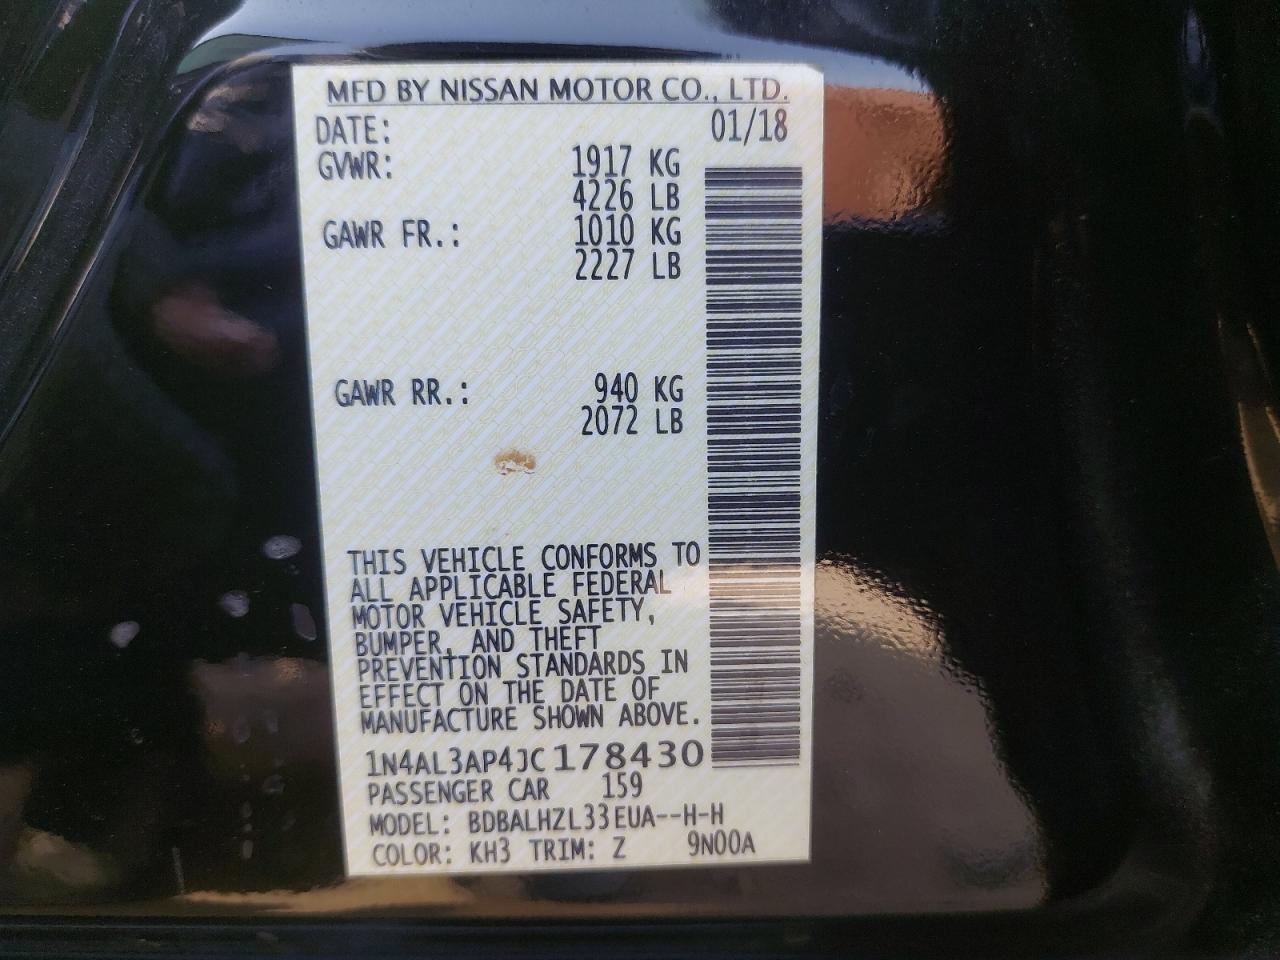 MFD BY NISSAN MOTOR CO., LTD.
DATE: 01/18
GVWR: 1917 KG
4226 LB
GAWR FR.: 1010 KG
2227 LB
GAWR RR.: 940 KG
2072 LB
THIS VEHICLE CONFORMS TO
ALL APPLICABLE FEDERAL
MOTOR VEHICLE SAFETY,
BUMPER, AND THEFT
PREVENTION STANDARDS IN
EFFECT ON THE DATE OF
MANUFACTURE SHOWN ABOVE.
1N4AL3AP4JC178430
PASSENGER CAR 159
MODEL: BDBALHZL33EUA--H-H
COLOR: KH3 TRIM: Z 9N00A